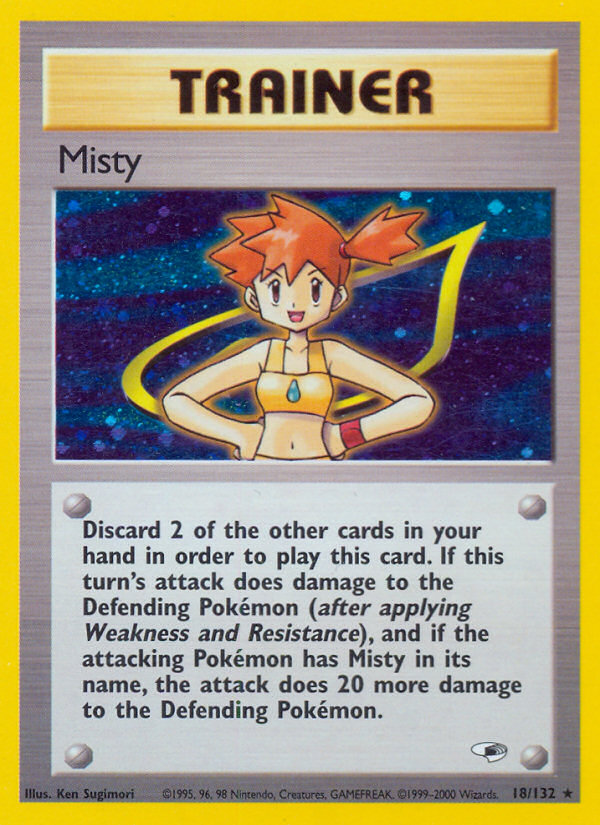 TRAINER
Misty
Discard 2 of the other cards in your
hand in order to play this card. If this
turn's attack does damage to the
Defending Pokémon (after applying
Weakness and Resistance), and if the
attacking Pokémon has Misty in its
name, the attack does 20 more damage
to the Defending Pokémon.
Illus. Ken Sugimori ©1995, 96, 98 Nintendo, Creatures, GAMEFREAK. ©1999–2000 Wizards. 18/132 ★